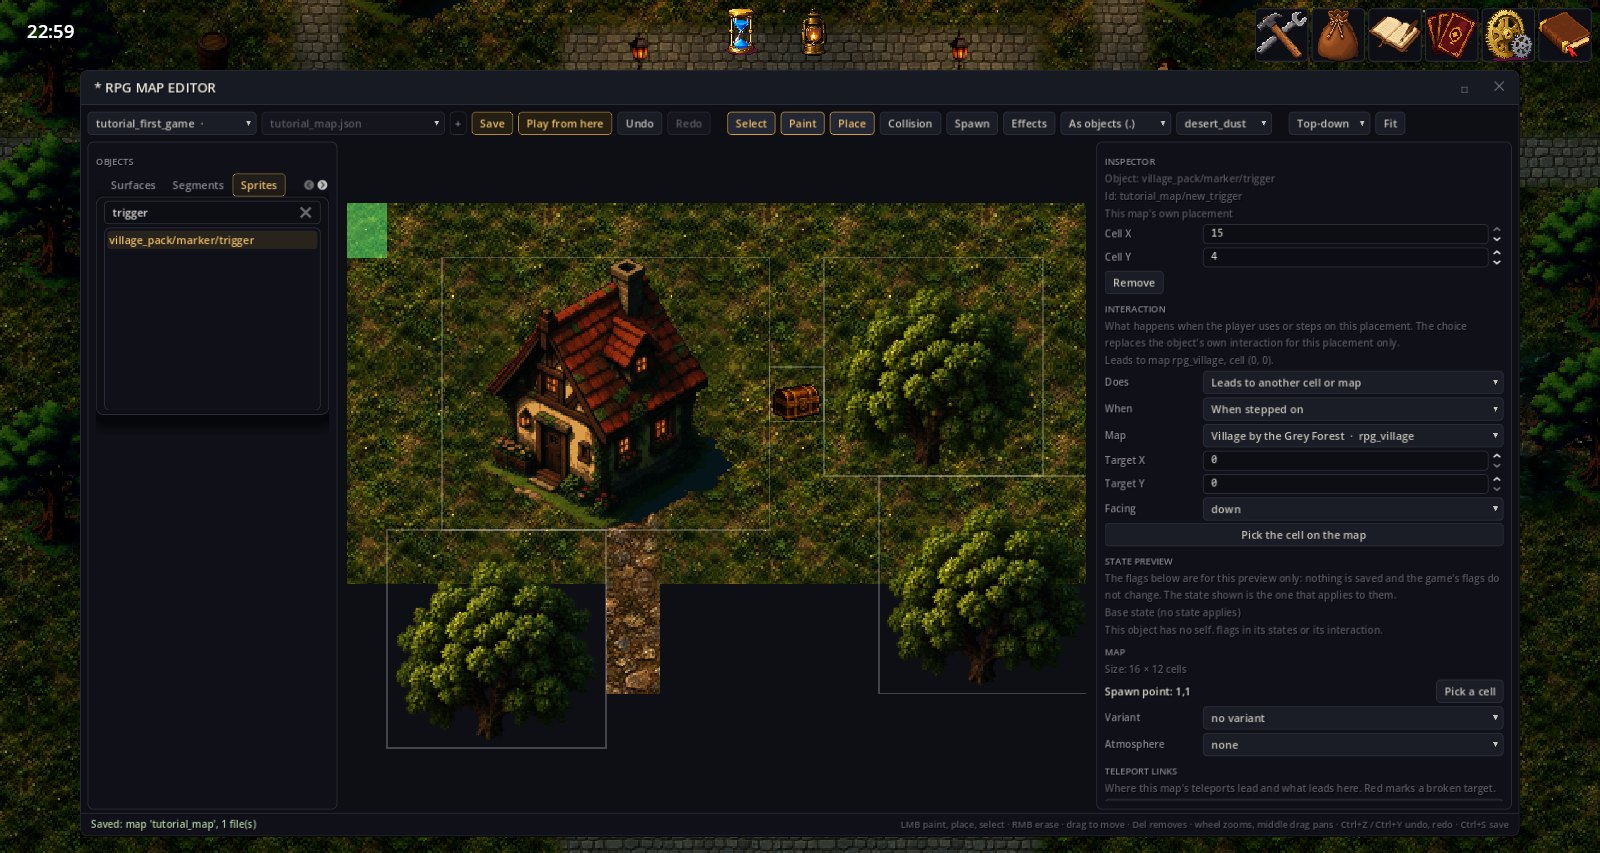 22:59
* RPG MAP EDITOR
tutorial_first_game ·
tutorial_map.json
+
Save
Play from here
Undo
Redo
Select
Paint
Place
Collision
Spawn
Effects
As objects (.)
desert_dust
Top-down
Fit
OBJECTS
Surfaces
Segments
Sprites
trigger
village_pack/marker/trigger
INSPECTOR
Object: village_pack/marker/trigger
Id: tutorial_map/new_trigger
This map's own placement
Cell X
15
Cell Y
4
Remove
INTERACTION
What happens when the player uses or steps on this placement. The choice
replaces the object's own interaction for this placement only.
Leads to map rpg_village, cell (0, 0).
Does
Leads to another cell or map
When
When stepped on
Map
Village by the Grey Forest · rpg_village
Target X
0
Target Y
0
Facing
down
Pick the cell on the map
STATE PREVIEW
The flags below are for this preview only: nothing is saved and the game's flags do
not change. The state shown is the one that applies to them.
Base state (no state applies)
This object has no self. flags in its states or its interaction.
MAP
Size: 16 × 12 cells
Spawn point: 1,1
Pick a cell
Variant
no variant
Atmosphere
none
TELEPORT LINKS
Where this map's teleports lead and what leads here. Red marks a broken target.
Saved: map 'tutorial_map', 1 file(s)
LMB paint, place, select · RMB erase · drag to move · Del removes · wheel zooms, middle drag pans · Ctrl+Z / Ctrl+Y undo, redo · Ctrl+S save